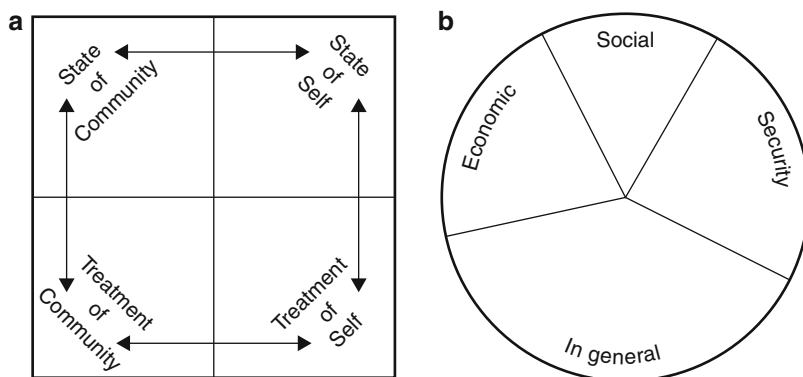 a
State
of
Community
State
of
Self
Treatment
of
Community
Treatment
of
Self
b
Social
Economic
Security
In general